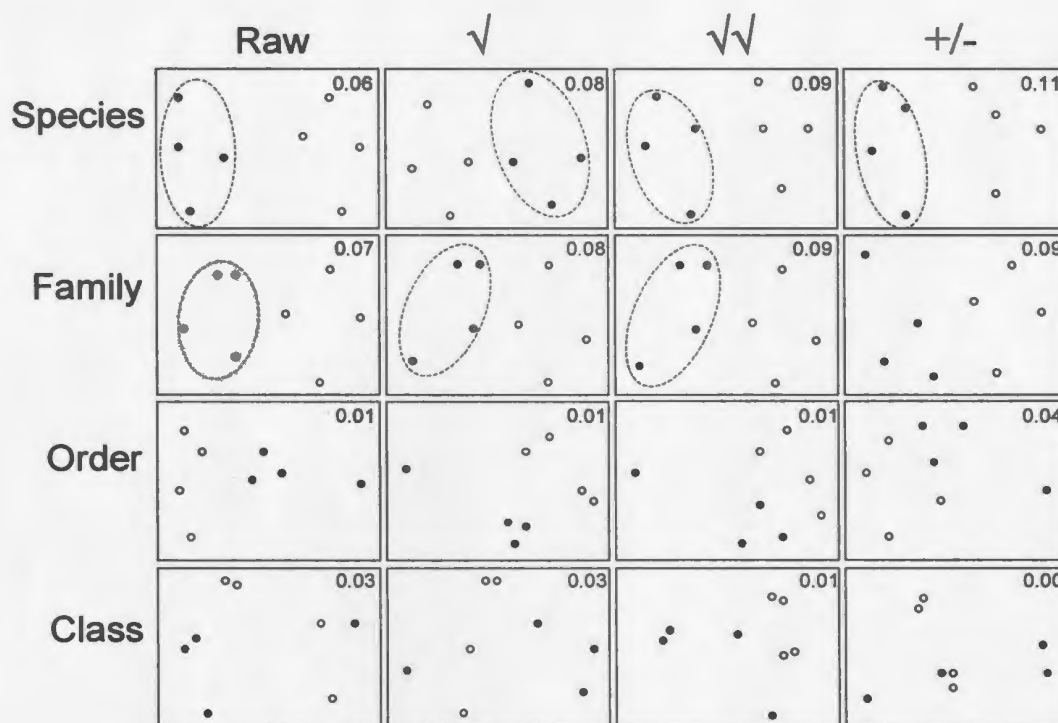 Raw √ √√ +/-
Species 0.06 0.08 0.09 0.11
Family 0.07 0.08 0.09 0.09
Order 0.01 0.01 0.01 0.04
Class 0.03 0.03 0.01 0.00